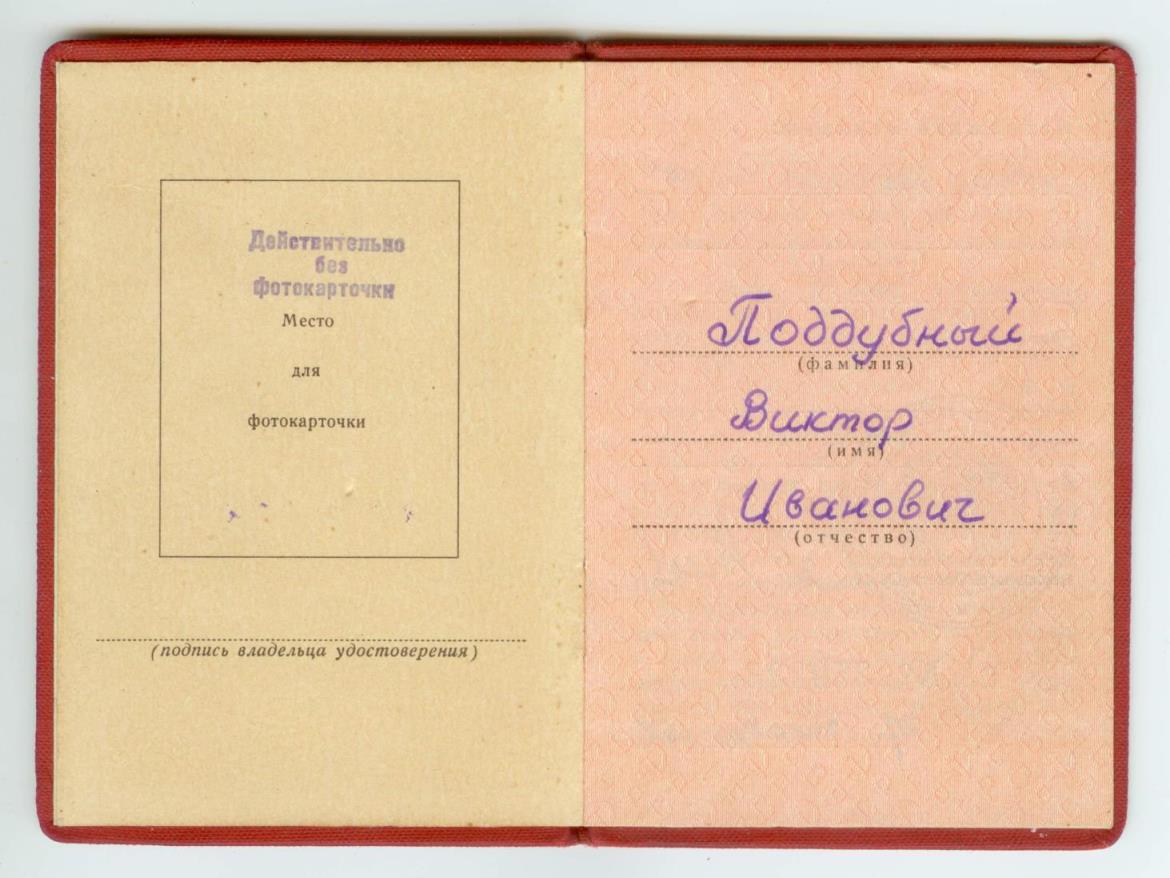 Действительно
без
фотокарточки
Место
для
фотокарточки
(подпись владельца удостоверения)
Поддубный
(фамилия)
Виктор
(имя)
Иванович
(отчество)